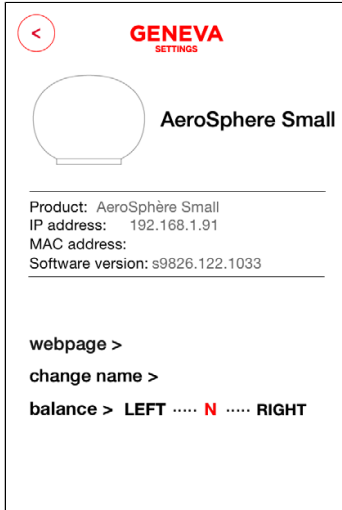 <
GENEVA
SETTINGS
AeroSphere Small
Product: AeroSphère Small
IP address: 192.168.1.91
MAC address:
Software version: s9826.122.1033
webpage >
change name >
balance > LEFT ····· N ····· RIGHT